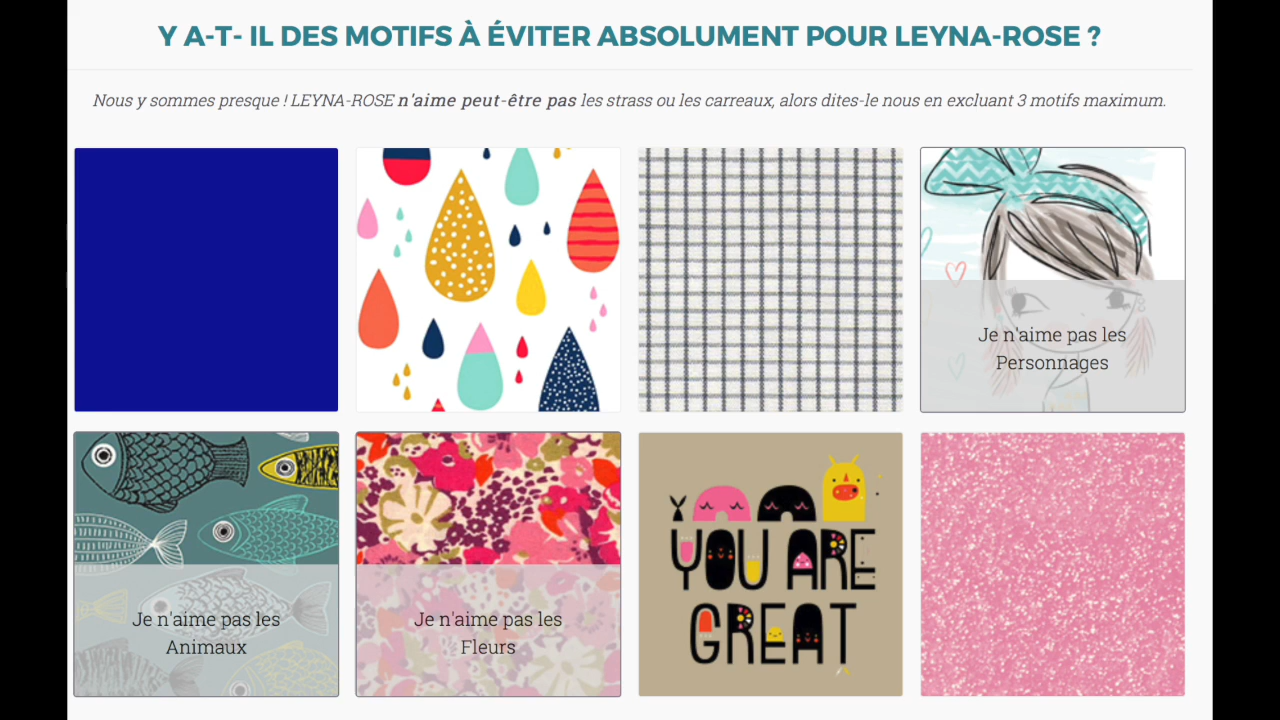 Y A-T- IL DES MOTIFS À ÉVITER ABSOLUMENT POUR LEYNA-ROSE ?
Nous y sommes presque ! LEYNA-ROSE n'aime peut-être pas les strass ou les carreaux, alors dites-le nous en excluant 3 motifs maximum.
Je n'aime pas les
Personnages
Je n'aime pas les
Animaux
Je n'aime pas les
Fleurs
YOU ARE
GREAT